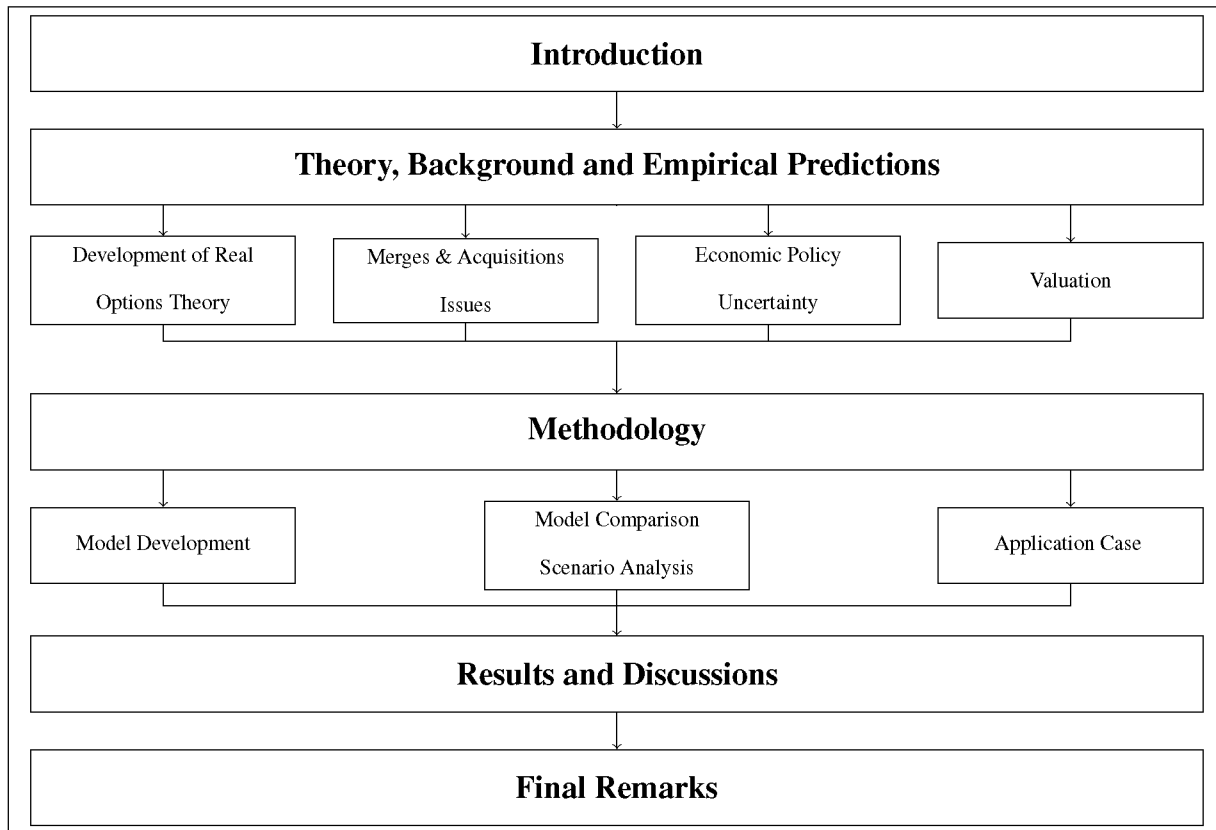 Introduction
Theory, Background and Empirical Predictions
Development of Real
Options Theory
Merges & Acquisitions
Issues
Economic Policy
Uncertainty
Valuation
Methodology
Model Development
Model Comparison
Scenario Analysis
Application Case
Results and Discussions
Final Remarks